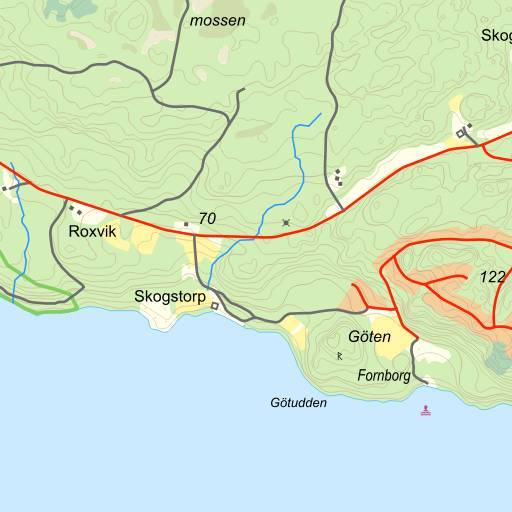 mossen
Skog
70
Roxvik
122
Skogstorp
Göten
Fornborg
Götudden